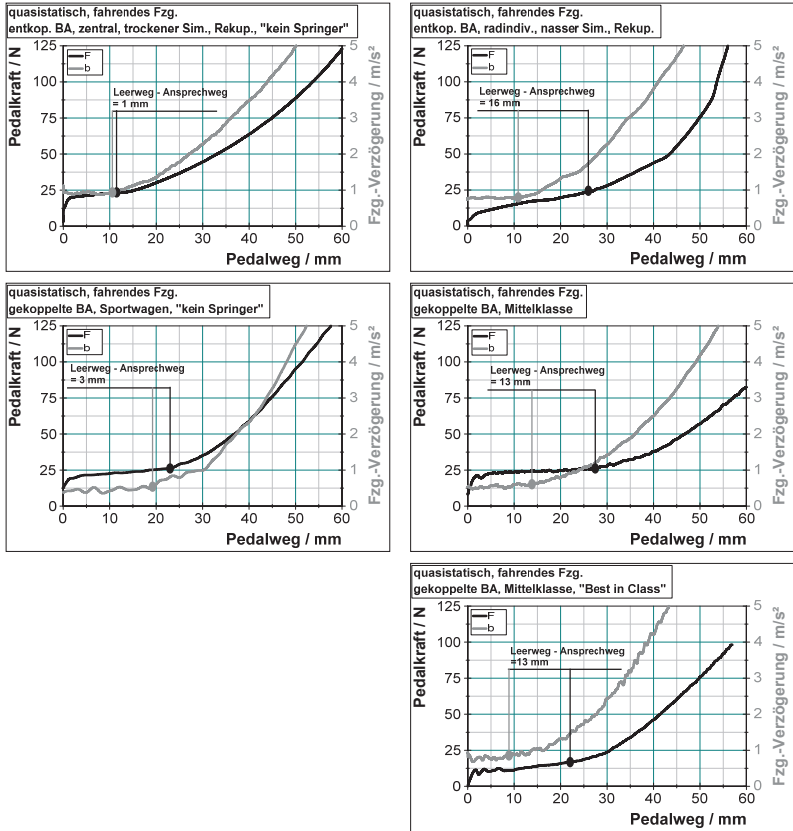 quasistatisch, fahrendes Fzg.
entkop. BA, zentral, trockener Sim., Rekup., "kein Springer"
125
100
75
50
25
0
Pedalkraft / N
F
b
Leerweg - Ansprechweg
= 1 mm
5
4
3
2
1
0
Fzg.-Verzögerung / m/s²
0 10 20 30 40 50 60
Pedalweg / mm
quasistatisch, fahrendes Fzg.
entkop. BA, radindiv., nasser Sim., Rekup.
125
100
75
50
25
0
Pedalkraft / N
F
b
Leerweg - Ansprechweg
= 16 mm
5
4
3
2
1
0
Fzg.-Verzögerung / m/s²
0 10 20 30 40 50 60
Pedalweg / mm
quasistatisch, fahrendes Fzg.
gekoppelte BA, Sportwagen, "kein Springer"
125
100
75
50
25
0
Pedalkraft / N
F
b
Leerweg - Ansprechweg
= 3 mm
5
4
3
2
1
0
Fzg.-Verzögerung / m/s²
0 10 20 30 40 50 60
Pedalweg / mm
quasistatisch, fahrendes Fzg.
gekoppelte BA, Mittelklasse
125
100
75
50
25
0
Pedalkraft / N
F
b
Leerweg - Ansprechweg
= 13 mm
5
4
3
2
1
0
Fzg.-Verzögerung / m/s²
0 10 20 30 40 50 60
Pedalweg / mm
quasistatisch, fahrendes Fzg.
gekoppelte BA, Mittelklasse, "Best in Class"
125
100
75
50
25
0
Pedalkraft / N
F
b
Leerweg - Ansprechweg
=13 mm
5
4
3
2
1
0
Fzg.-Verzögerung / m/s²
0 10 20 30 40 50 60
Pedalweg / mm